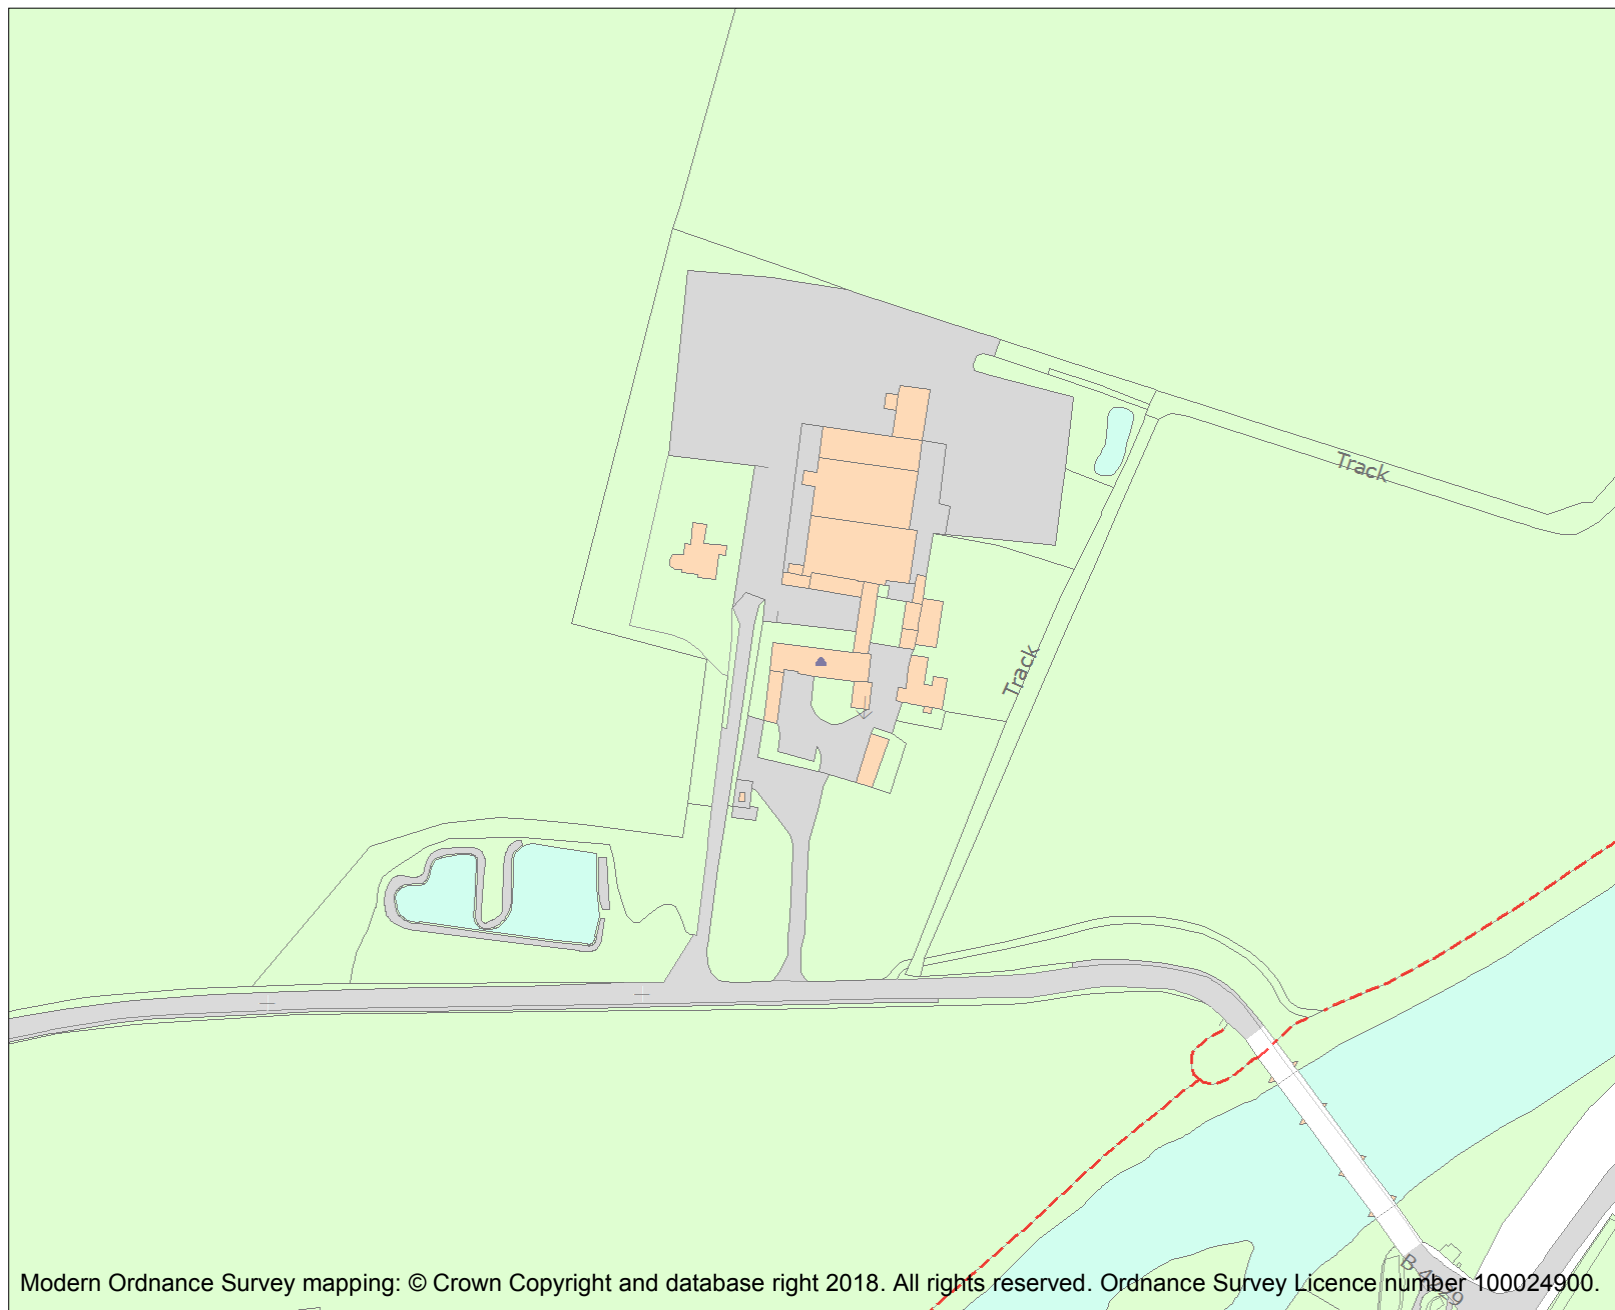 Track
Track
Modern Ordnance Survey mapping: © Crown Copyright and database right 2018. All rights reserved. Ordnance Survey Licence number 100024900.